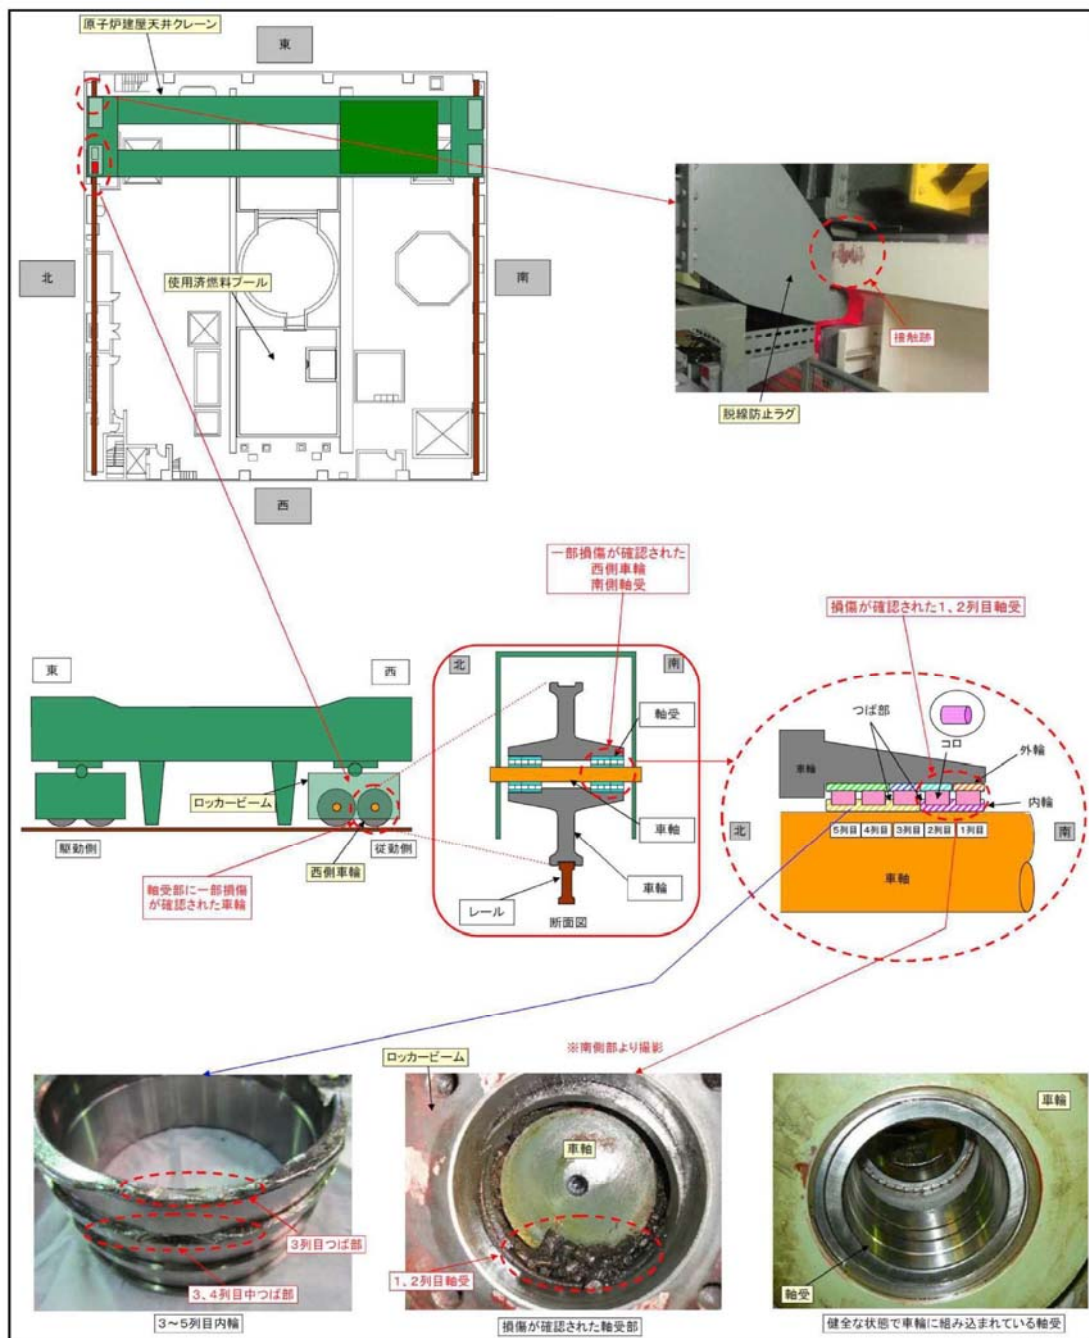 原子炉建屋天井クレーン
東
北
使用済燃料プール
南
接触跡
脱線防止ラグ
西
一部損傷が確認された
西側車輪
南側軸受
損傷が確認された1、2列目軸受
東
西
北
南
軸受
つば部
コロ
外輪
車輪
内輪
ロッカービーム
北
5列目
4列目
3列目
2列目
1列目
南
車軸
車軸
駆動側
従動側
西側車輪
車輪
軸受部に一部損傷
が確認された車輪
レール
断面図
※南側部より撮影
ロッカービーム
車輪
車軸
3列目つば部
1、2列目軸受
3、4列目中つば部
軸受
3～5列目内輪
損傷が確認された軸受部
健全な状態で車輪に組み込まれている軸受